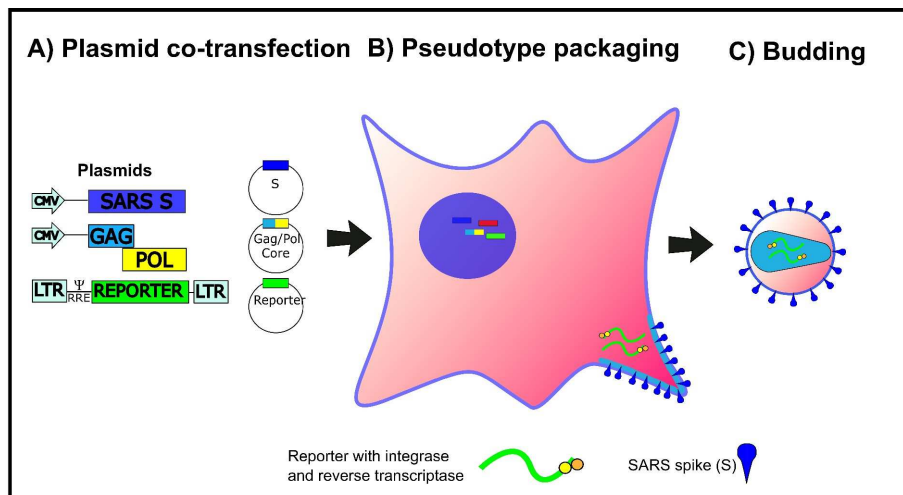 A) Plasmid co-transfection
B) Pseudotype packaging
C) Budding
Plasmids
CMV SARS S
CMV GAG
POL
LTR Ψ RRE REPORTER LTR
S
Gag/Pol
Core
Reporter
Reporter with integrase
and reverse transcriptase
SARS spike (S)